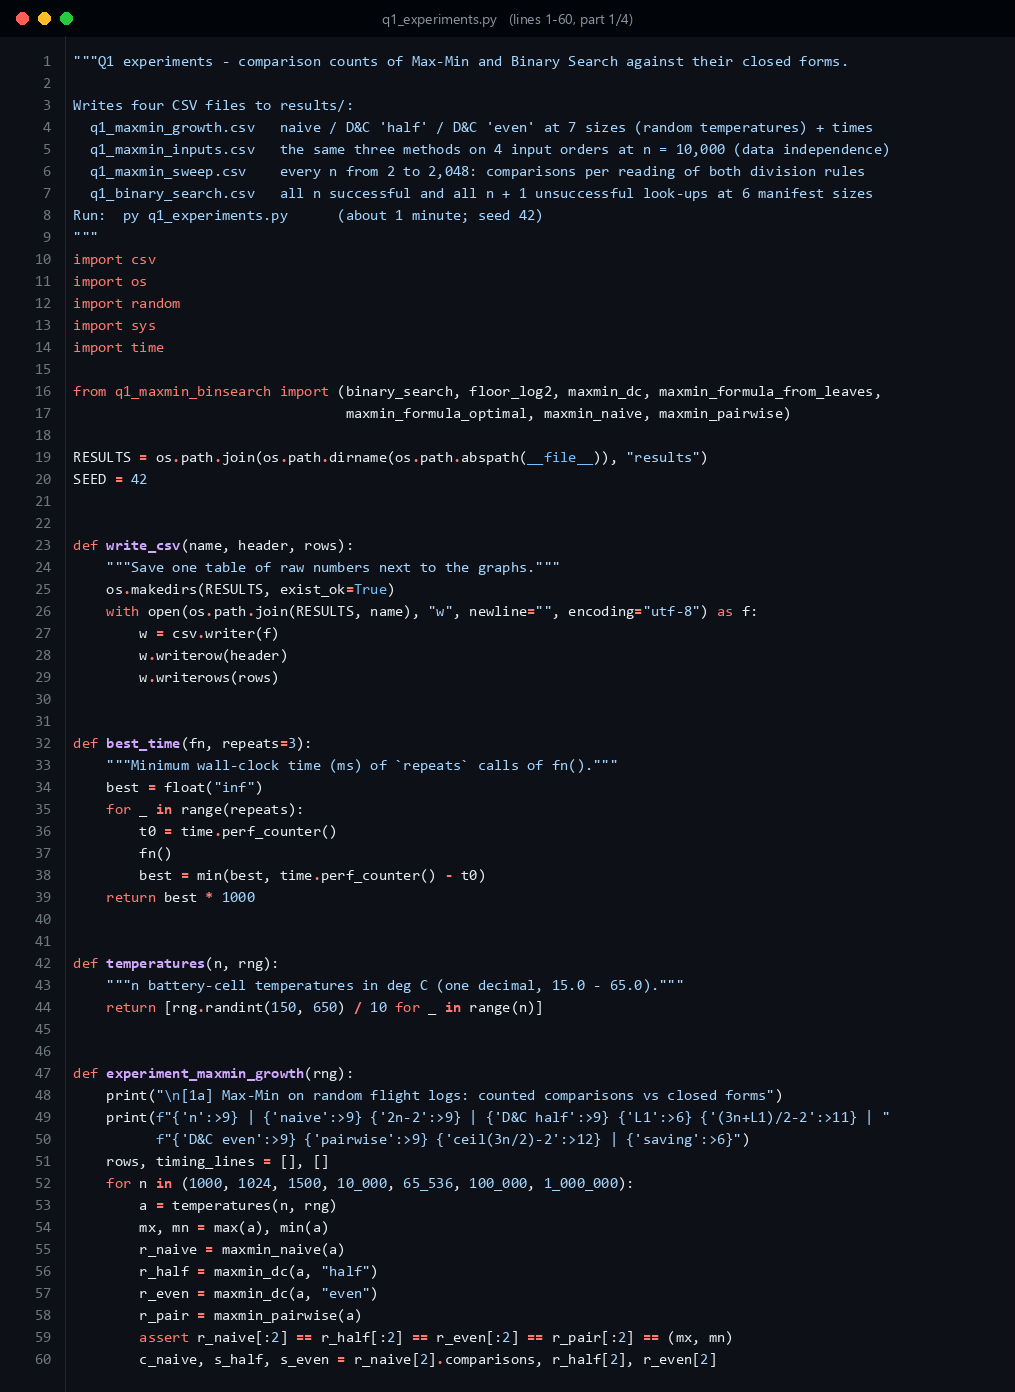 q1_experiments.py   (lines 1-60, part 1/4)
1 """Q1 experiments - comparison counts of Max-Min and Binary Search against their closed forms.
2
3 Writes four CSV files to results/:
4   q1_maxmin_growth.csv   naive / D&C 'half' / D&C 'even' at 7 sizes (random temperatures) + times
5   q1_maxmin_inputs.csv   the same three methods on 4 input orders at n = 10,000 (data independence)
6   q1_maxmin_sweep.csv    every n from 2 to 2,048: comparisons per reading of both division rules
7   q1_binary_search.csv   all n successful and all n + 1 unsuccessful look-ups at 6 manifest sizes
8 Run:  py q1_experiments.py      (about 1 minute; seed 42)
9 """
10 import csv
11 import os
12 import random
13 import sys
14 import time
15
16 from q1_maxmin_binsearch import (binary_search, floor_log2, maxmin_dc, maxmin_formula_from_leaves,
17                                  maxmin_formula_optimal, maxmin_naive, maxmin_pairwise)
18
19 RESULTS = os.path.join(os.path.dirname(os.path.abspath(__file__)), "results")
20 SEED = 42
21
22
23 def write_csv(name, header, rows):
24     """Save one table of raw numbers next to the graphs."""
25     os.makedirs(RESULTS, exist_ok=True)
26     with open(os.path.join(RESULTS, name), "w", newline="", encoding="utf-8") as f:
27         w = csv.writer(f)
28         w.writerow(header)
29         w.writerows(rows)
30
31
32 def best_time(fn, repeats=3):
33     """Minimum wall-clock time (ms) of `repeats` calls of fn()."""
34     best = float("inf")
35     for _ in range(repeats):
36         t0 = time.perf_counter()
37         fn()
38         best = min(best, time.perf_counter() - t0)
39     return best * 1000
40
41
42 def temperatures(n, rng):
43     """n battery-cell temperatures in deg C (one decimal, 15.0 - 65.0)."""
44     return [rng.randint(150, 650) / 10 for _ in range(n)]
45
46
47 def experiment_maxmin_growth(rng):
48     print("\n[1a] Max-Min on random flight logs: counted comparisons vs closed forms")
49     print(f"{'n':>9} | {'naive':>9} {'2n-2':>9} | {'D&C half':>9} {'L1':>6} {'(3n+L1)/2-2':>11} | "
50           f"{'D&C even':>9} {'pairwise':>9} {'ceil(3n/2)-2':>12} | {'saving':>6}")
51     rows, timing_lines = [], []
52     for n in (1000, 1024, 1500, 10_000, 65_536, 100_000, 1_000_000):
53         a = temperatures(n, rng)
54         mx, mn = max(a), min(a)
55         r_naive = maxmin_naive(a)
56         r_half = maxmin_dc(a, "half")
57         r_even = maxmin_dc(a, "even")
58         r_pair = maxmin_pairwise(a)
59         assert r_naive[:2] == r_half[:2] == r_even[:2] == r_pair[:2] == (mx, mn)
60         c_naive, s_half, s_even = r_naive[2].comparisons, r_half[2], r_even[2]